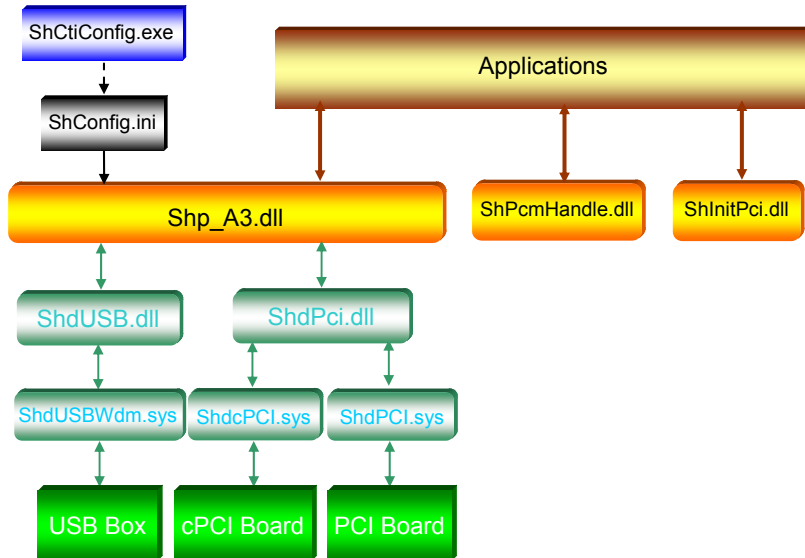 ShCtiConfig.exe
Applications
ShConfig.ini
Shp_A3.dll
ShPcmHandle.dll
ShInitPci.dll
ShdUSB.dll
ShdPci.dll
ShdUSBWdm.sys
ShdcPCI.sys
ShdPCI.sys
USB Box
cPCI Board
PCI Board